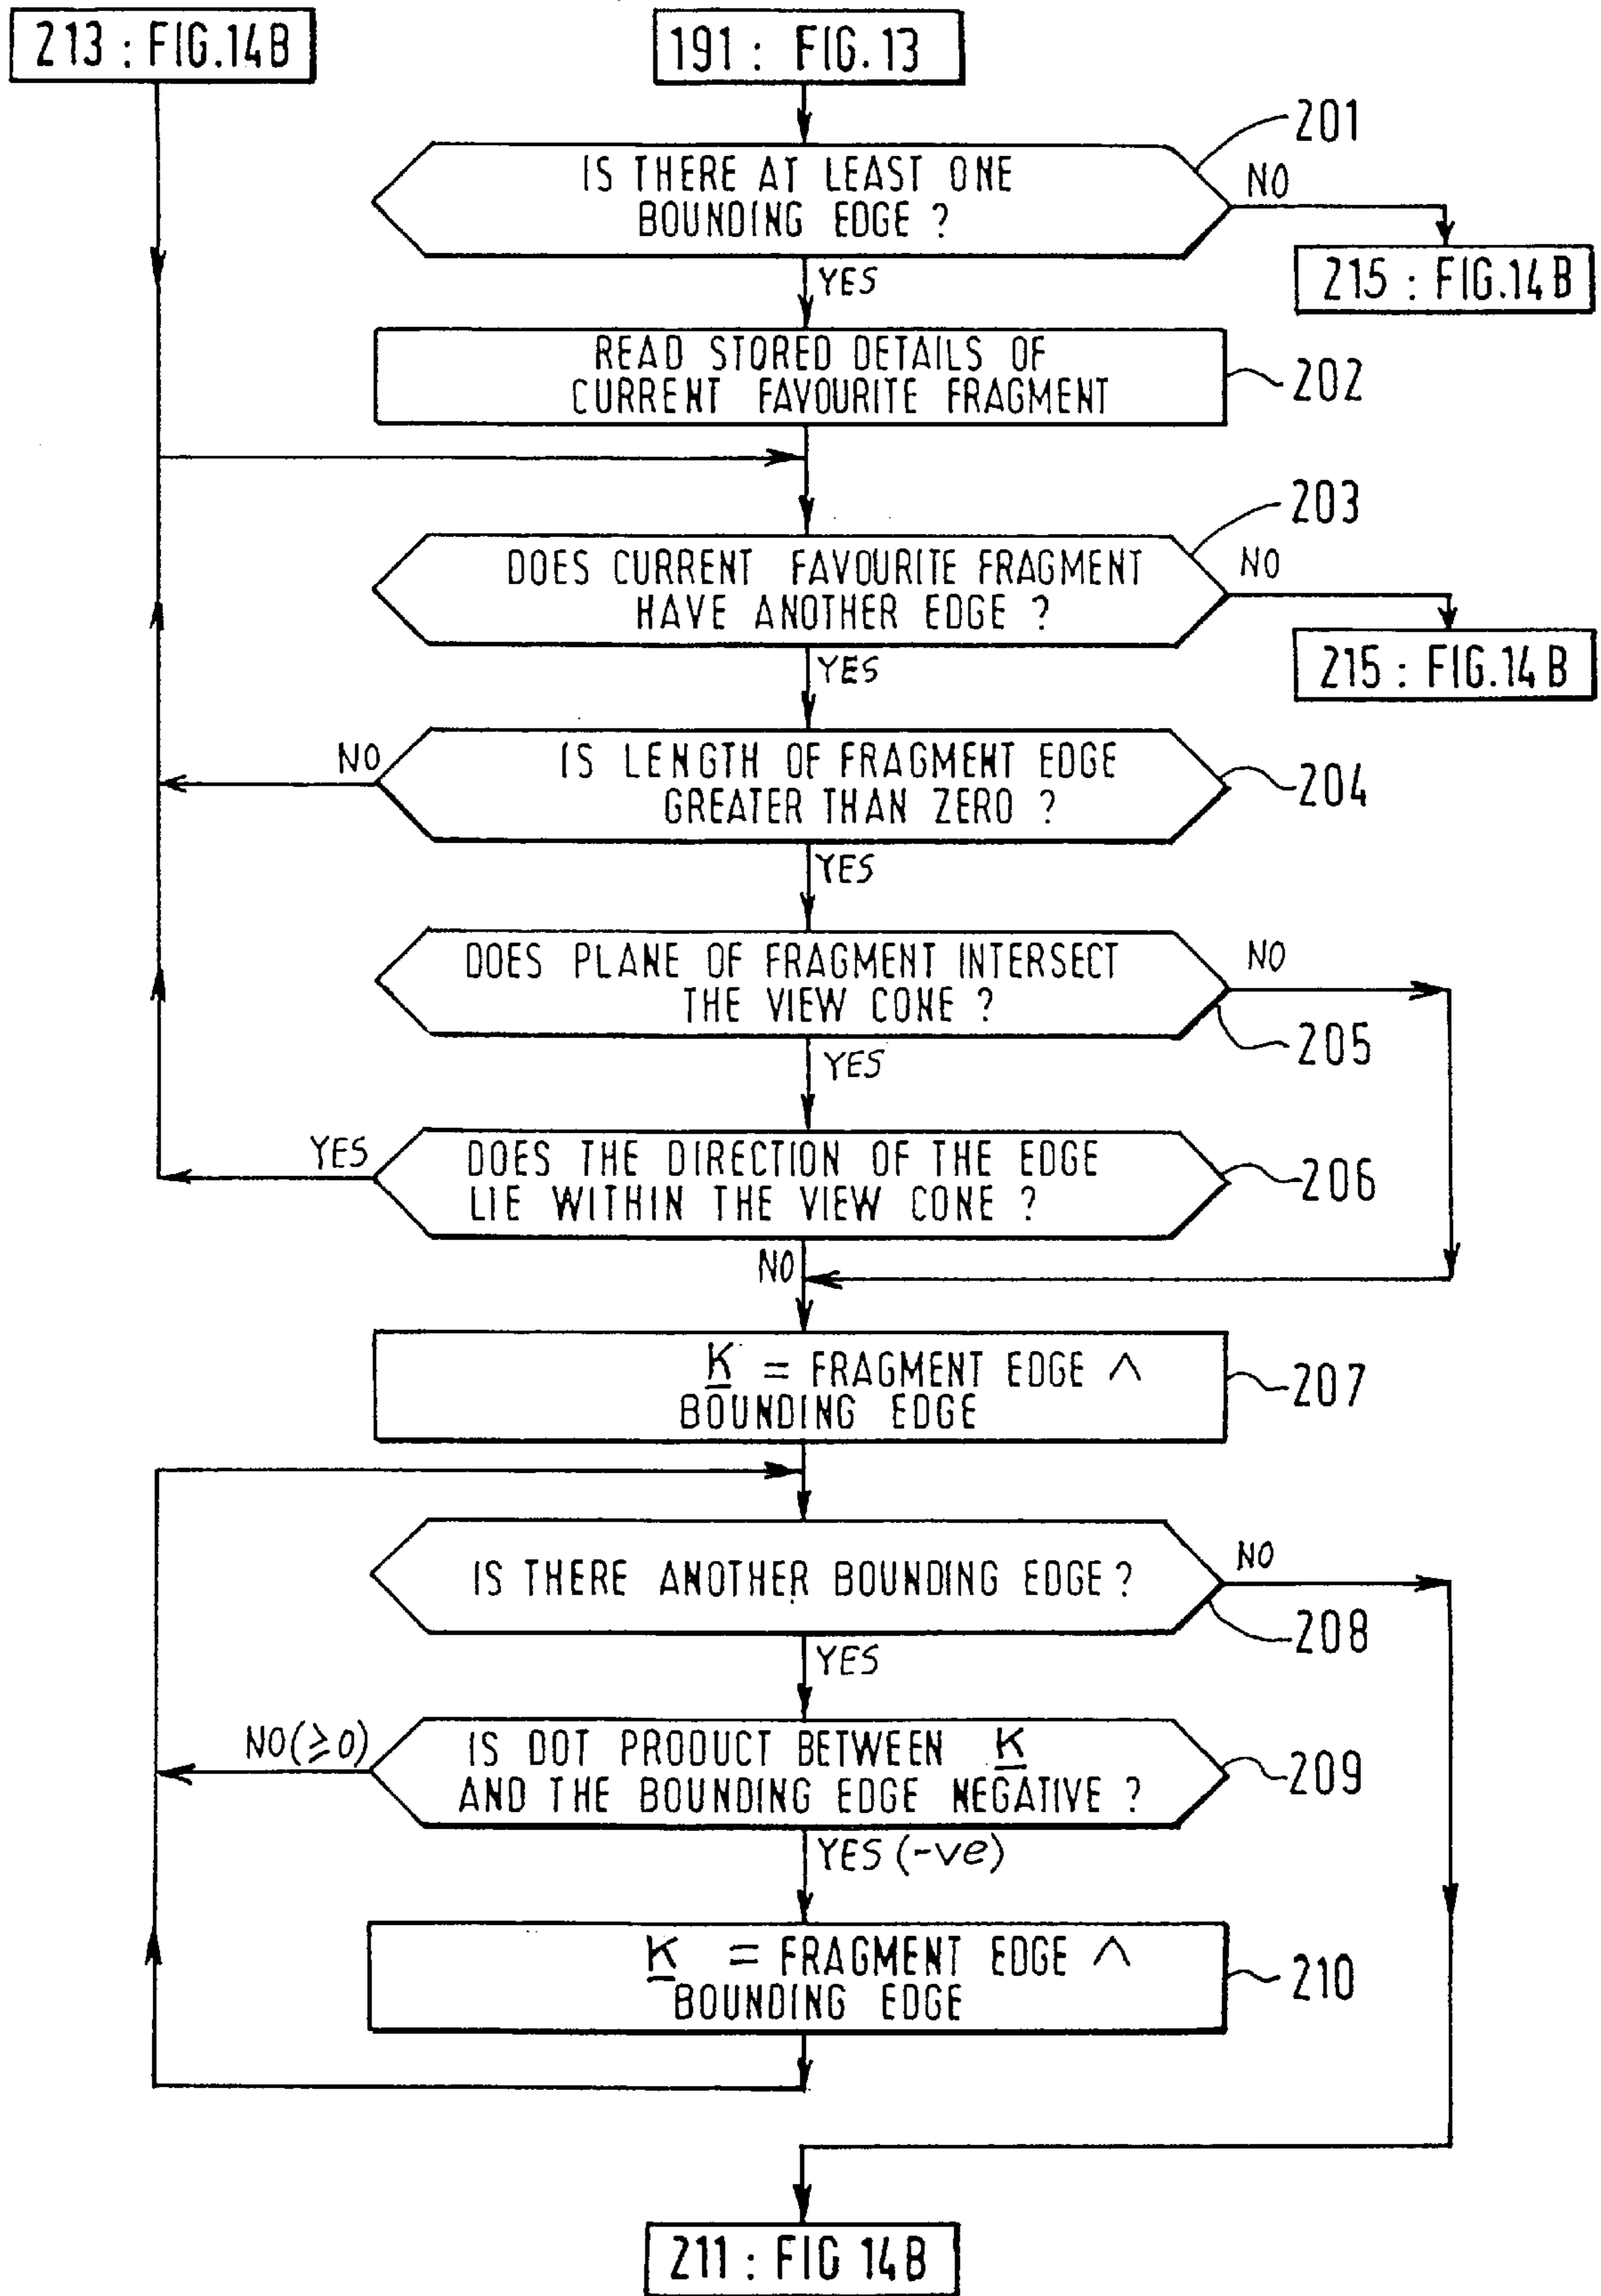 213 : FIG.14B
191 : FIG.13
201
IS THERE AT LEAST ONE
BOUNDING EDGE ?
NO
215 : FIG.14B
YES
READ STORED DETAILS OF
CURRENT FAVOURITE FRAGMENT
202
203
DOES CURRENT FAVOURITE FRAGMENT
HAVE ANOTHER EDGE ?
NO
215 : FIG.14B
YES
NO
IS LENGTH OF FRAGMENT EDGE
GREATER THAN ZERO ?
204
YES
DOES PLANE OF FRAGMENT INTERSECT
THE VIEW CONE ?
NO
205
YES
YES
DOES THE DIRECTION OF THE EDGE
LIE WITHIN THE VIEW CONE ?
206
NO
K = FRAGMENT EDGE ∧
BOUNDING EDGE
207
IS THERE ANOTHER BOUNDING EDGE ?
NO
208
YES
NO(≥0)
IS DOT PRODUCT BETWEEN K
AND THE BOUNDING EDGE NEGATIVE ?
209
YES (-ve)
K = FRAGMENT EDGE ∧
BOUNDING EDGE
210
211 : FIG 14B